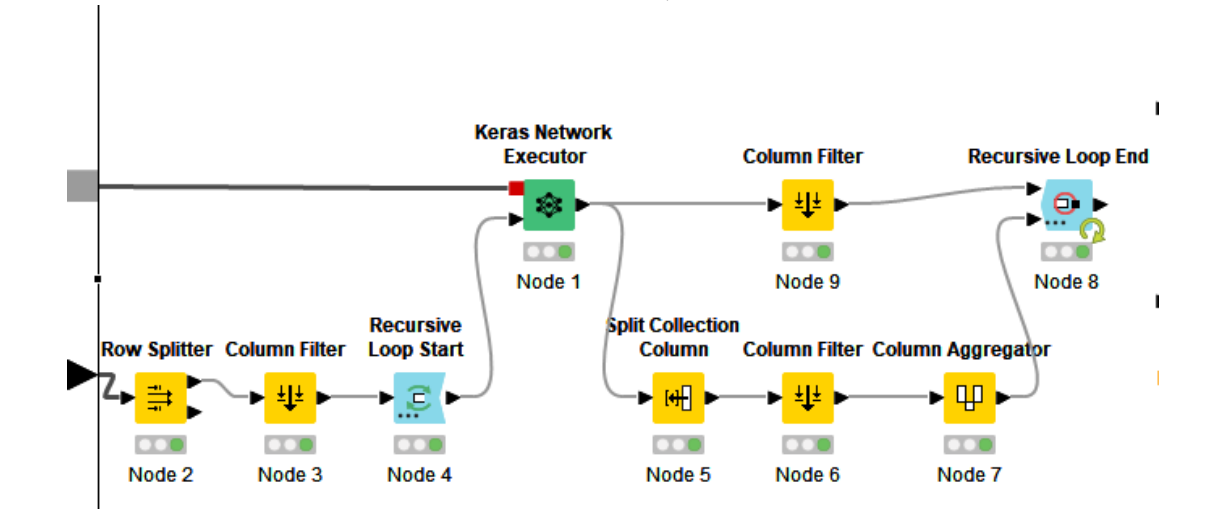 Keras Network
Executor
Column Filter
Recursive Loop End
Node 1
Node 9
Node 8
Row Splitter
Column Filter
Recursive
Loop Start
Split Collection
Column
Column Filter
Column Aggregator
Node 2
Node 3
Node 4
Node 5
Node 6
Node 7